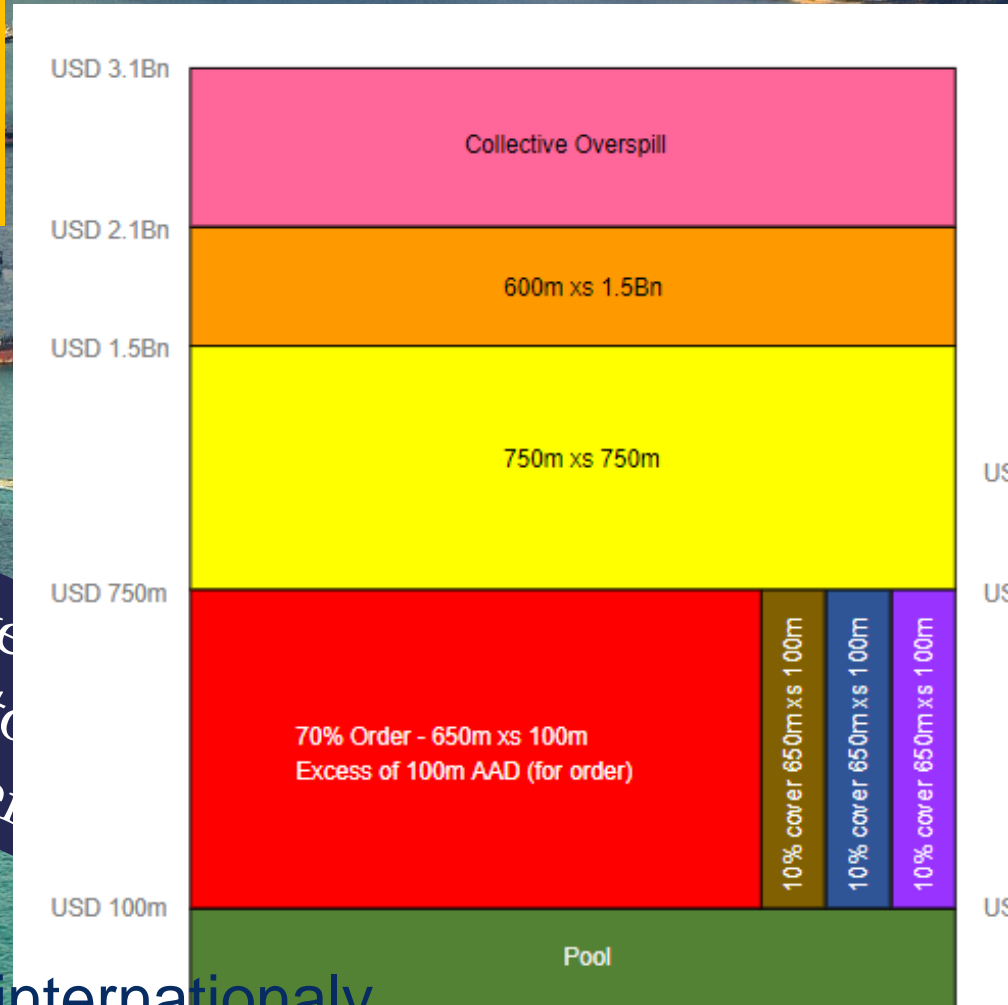 USD 3.1Bn
Collective Overspill
USD 2.1Bn
600m xs 1.5Bn
USD 1.5Bn
750m xs 750m
USD 750m
70% Order - 650m xs 100m
Excess of 100m AAD (for order)
10% cover 650m xs 100m
10% cover 650m xs 100m
10% cover 650m xs 100m
USD 100m
Pool
internationaly